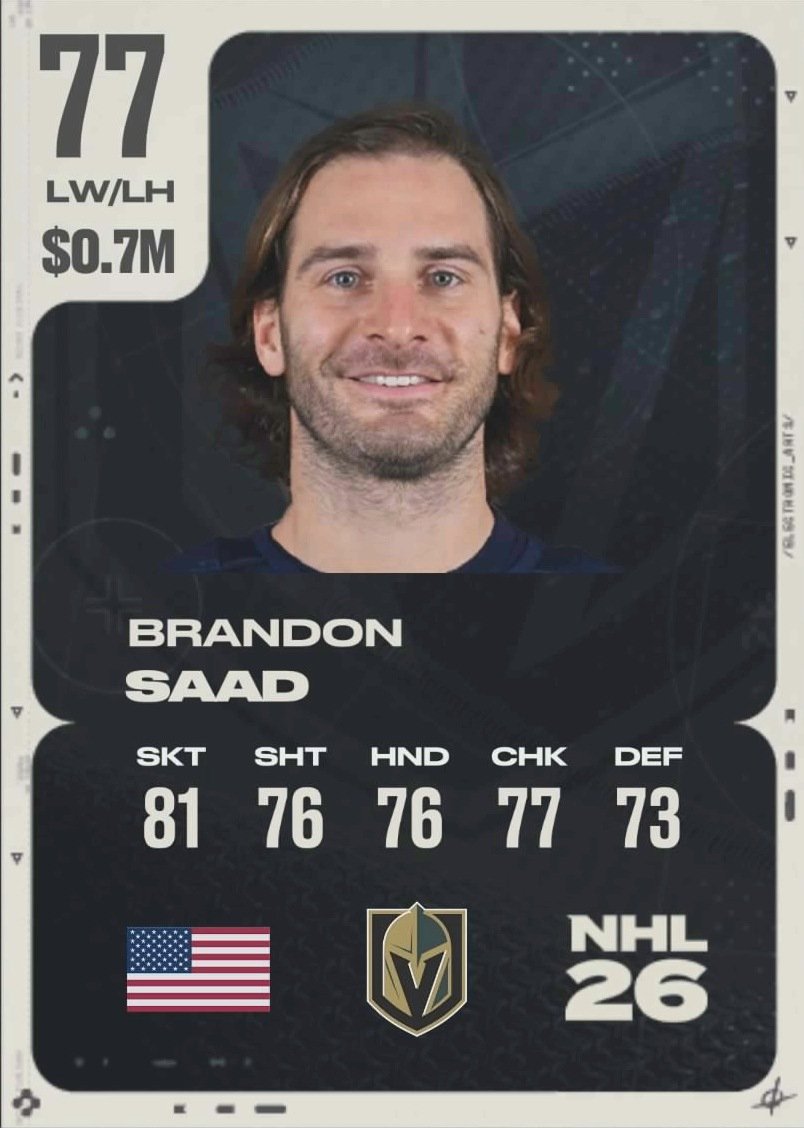 77
LW/LH
$0.7M
BRANDON
SAAD
SKT SHT HND CHK DEF
81 76 76 77 73
NHL
26